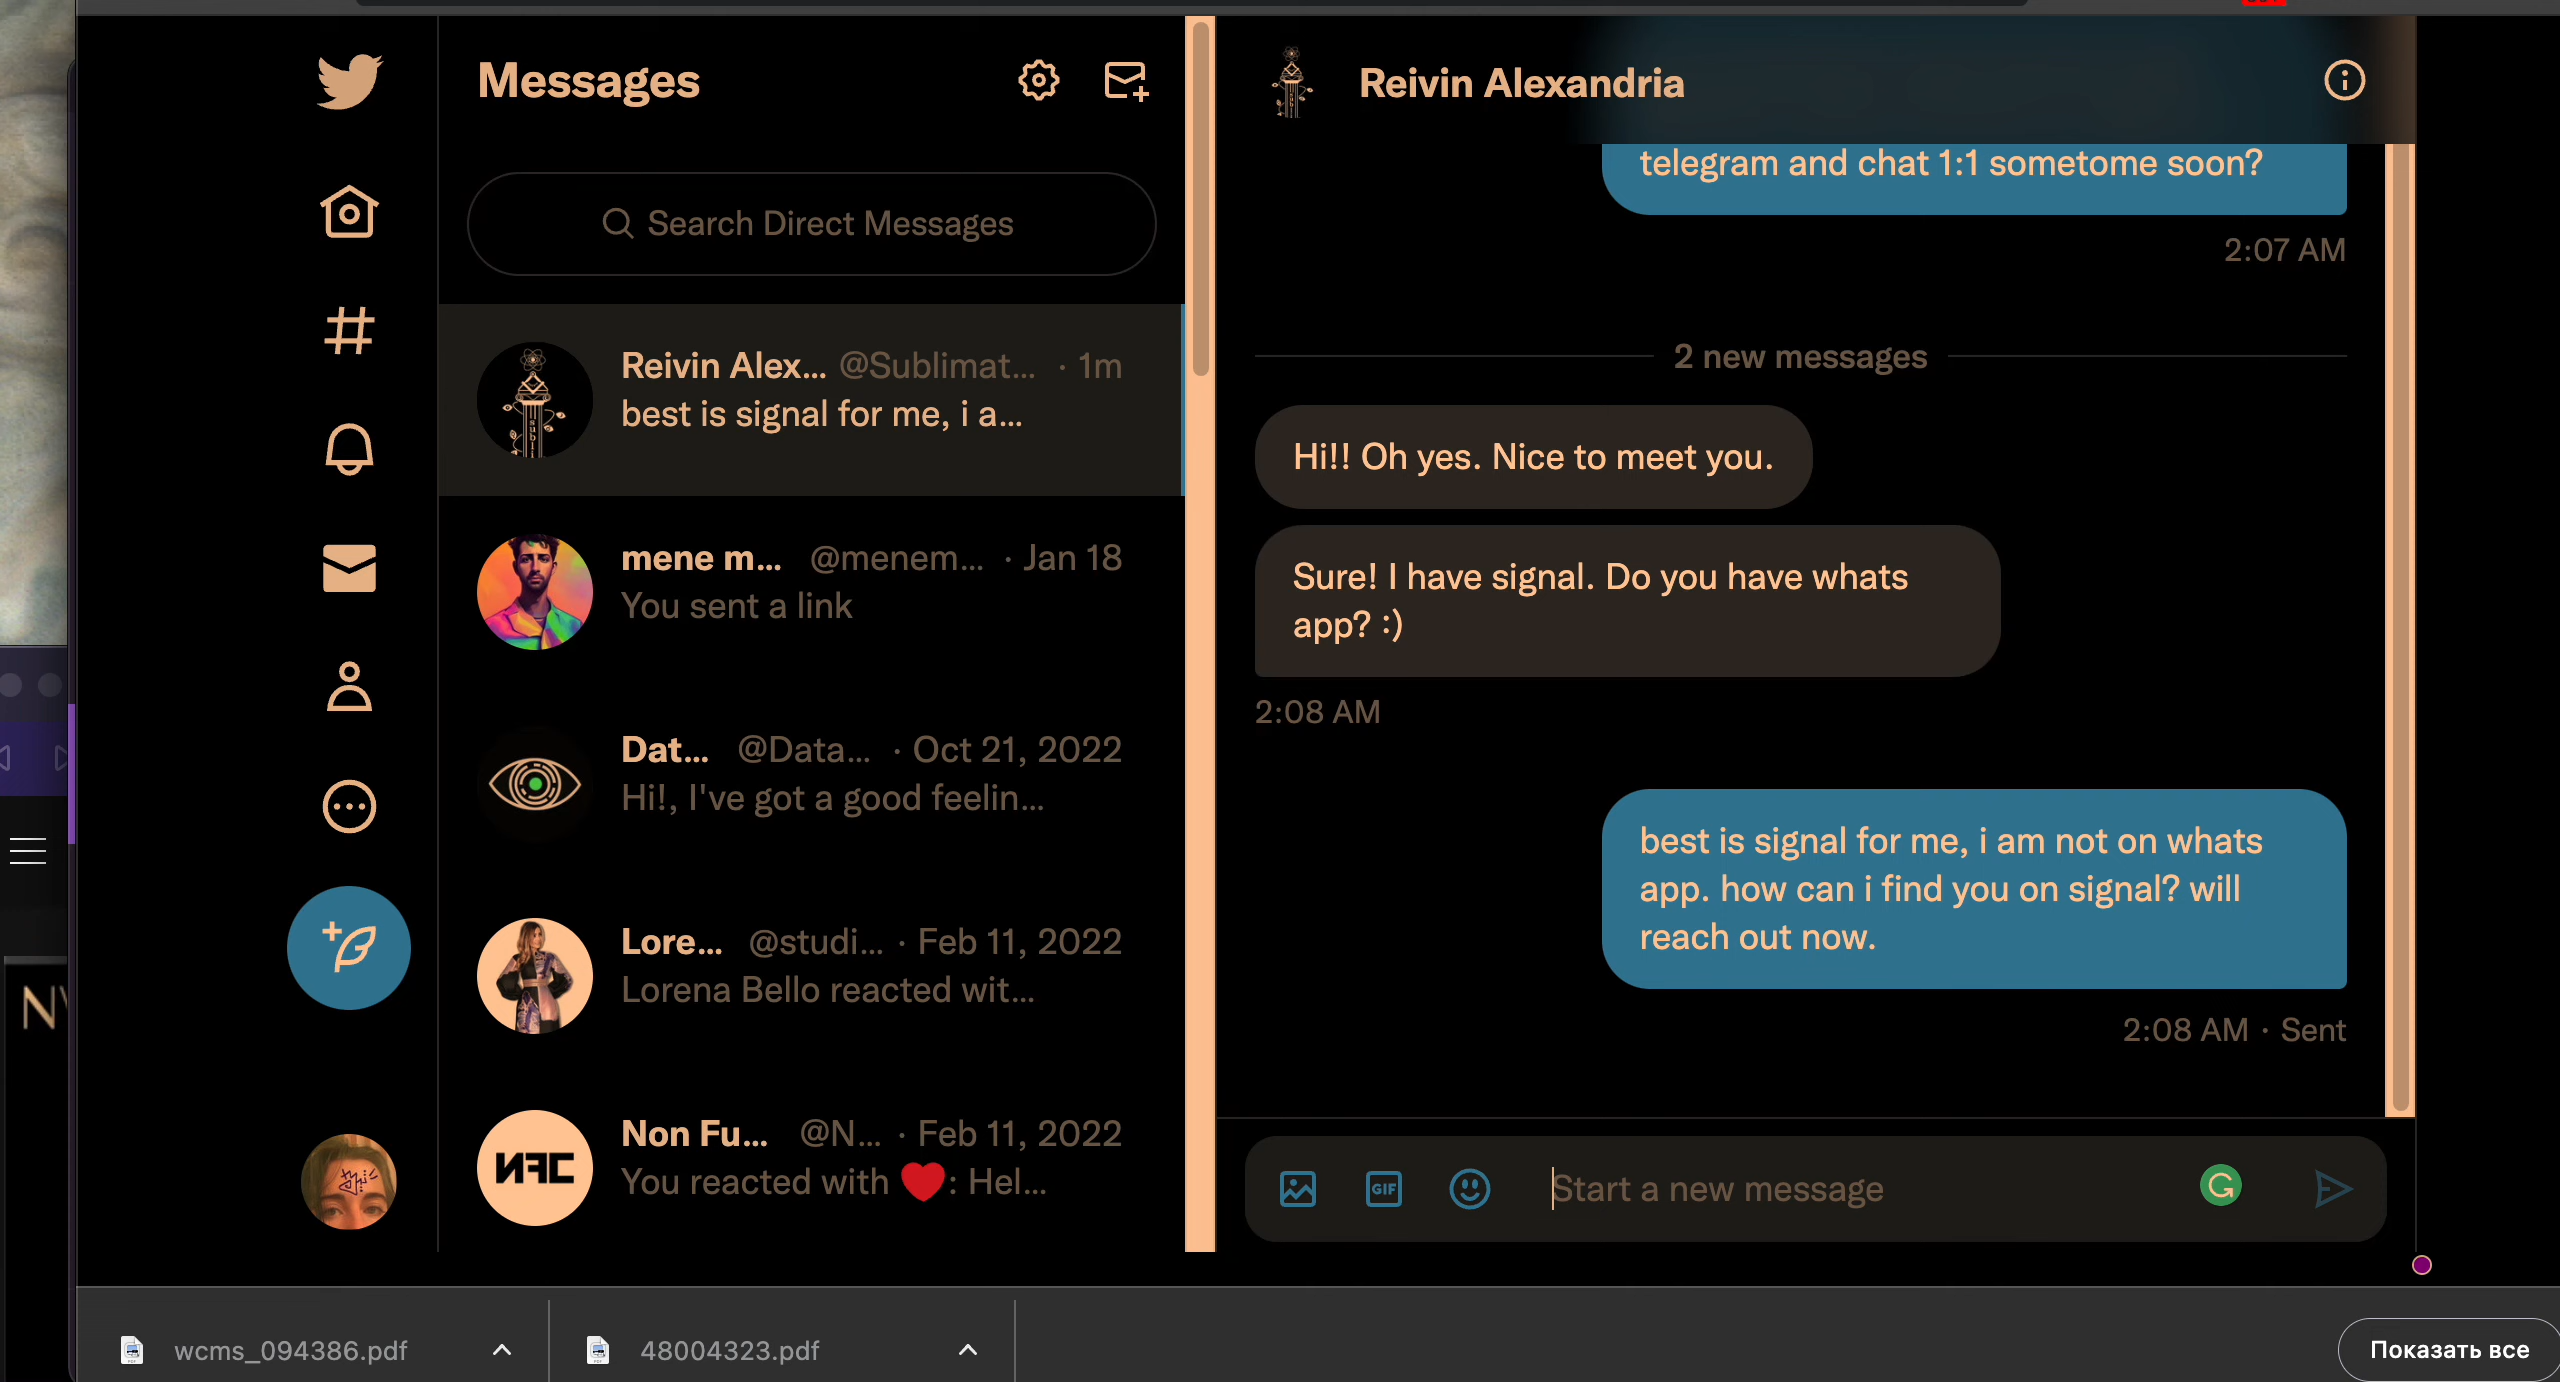 Messages
Search Direct Messages
Reivin Alex... @Sublimat... · 1m
best is signal for me, i a...
mene m... @menem... · Jan 18
You sent a link
Dat... @Data... · Oct 21, 2022
Hi!, I've got a good feelin...
Lore... @studi... · Feb 11, 2022
Lorena Bello reacted wit...
Non Fu... @N... · Feb 11, 2022
You reacted with ❤️: Hel...
Reivin Alexandria
telegram and chat 1:1 sometome soon?
2:07 AM
2 new messages
Hi!! Oh yes. Nice to meet you.
Sure! I have signal. Do you have whats
app? :)
2:08 AM
best is signal for me, i am not on whats
app. how can i find you on signal? will
reach out now.
2:08 AM · Sent
GIF
Start a new message
wcms_094386.pdf
48004323.pdf
Показать все